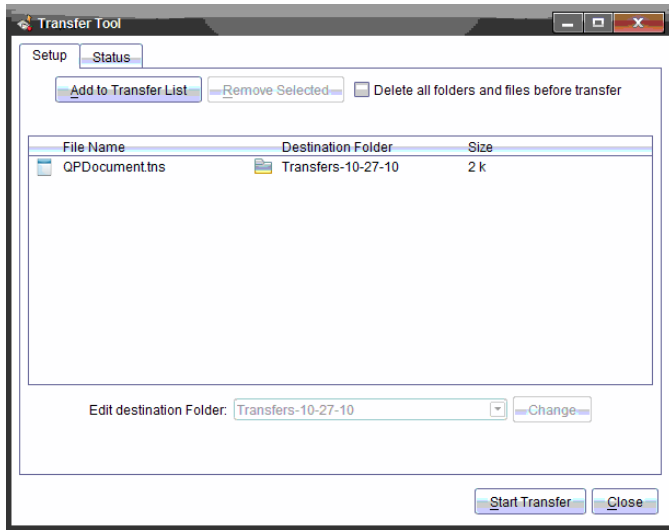 Transfer Tool
Setup Status
Add to Transfer List Remove Selected Delete all folders and files before transfer
File Name Destination Folder Size
QPDocument.tns Transfers-10-27-10 2 k
Edit destination Folder: Transfers-10-27-10 Change
Start Transfer Close